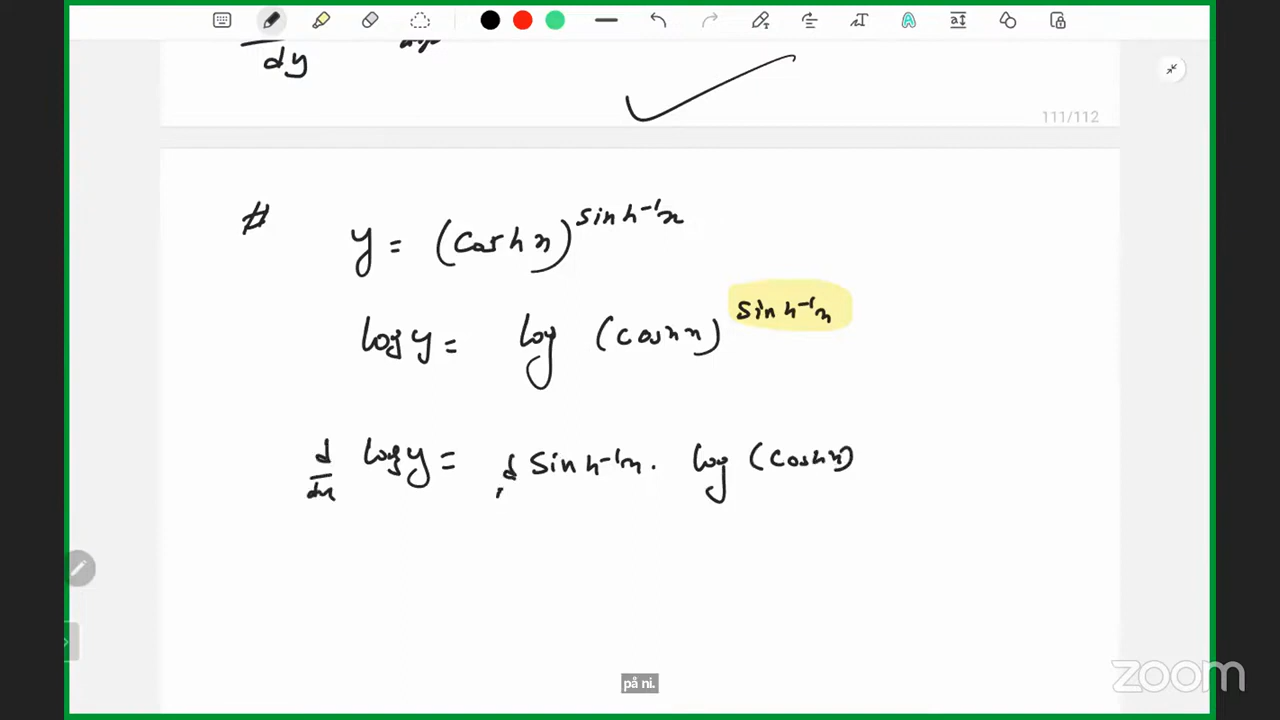 dy
111/112
#
y = (Cosh x)^sinh⁻¹x
log y = log (cosh x)^sinh⁻¹x
d/dx log y = d sinh⁻¹x . log (cosh x)
på ni.
zoom